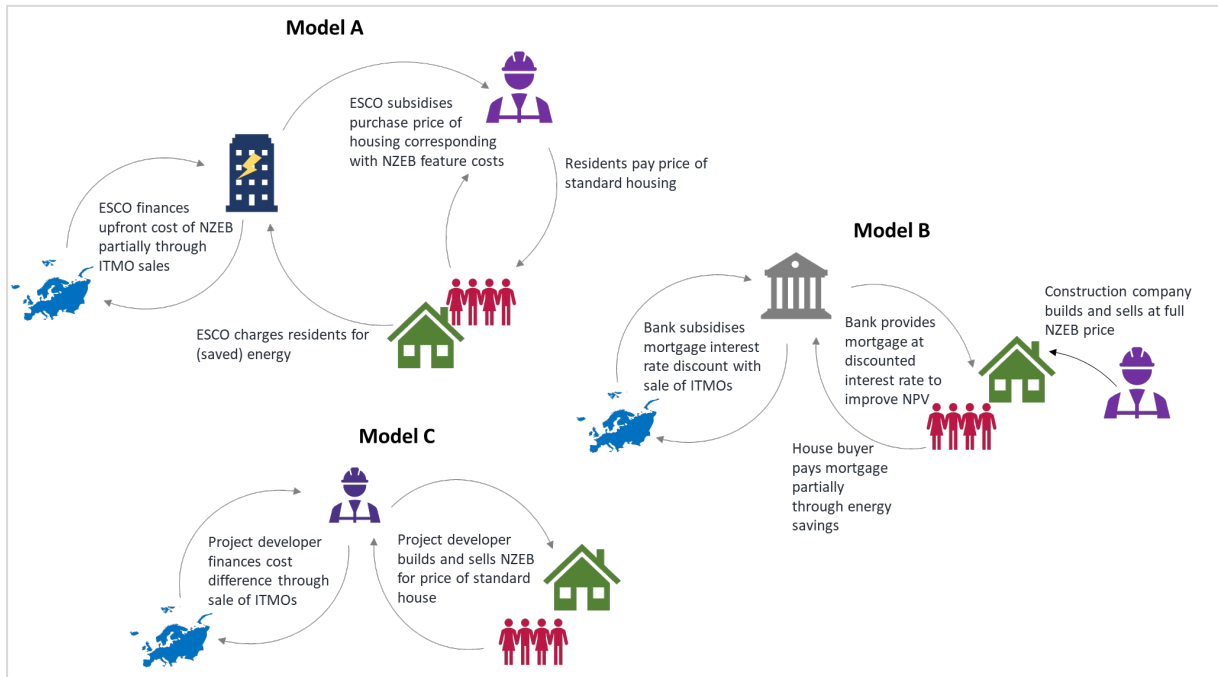 Model A
ESCO subsidises
purchase price of
housing corresponding
with NZEB feature costs
Residents pay price of
standard housing
ESCO finances
upfront cost of NZEB
partially through
ITMO sales
ESCO charges residents for
(saved) energy
Model B
Construction company
builds and sells at full
NZEB price
Bank subsidises
mortgage interest
rate discount with
sale of ITMOs
Bank provides
mortgage at
discounted
interest rate to
improve NPV
House buyer
pays mortgage
partially
through energy
savings
Model C
Project developer
finances cost
difference through
sale of ITMOs
Project developer
builds and sells NZEB
for price of standard
house